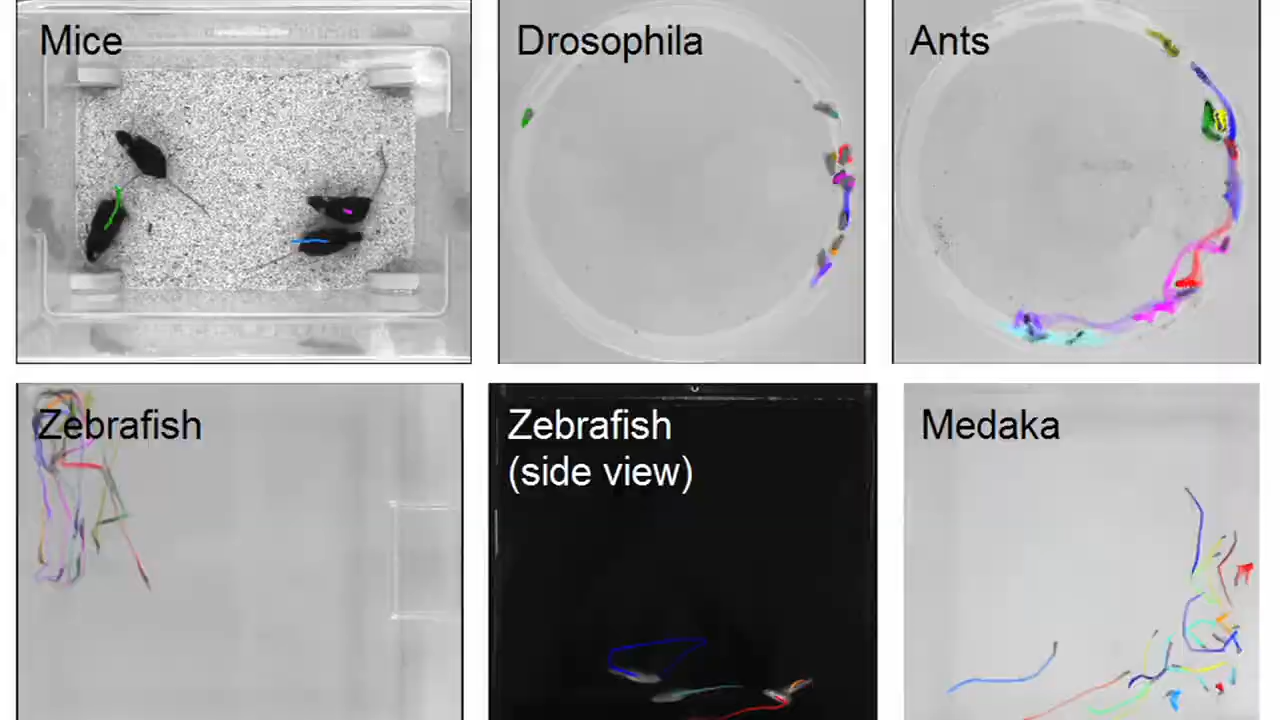 Mice
Drosophila
Ants
Zebrafish
Zebrafish
(side view)
Medaka